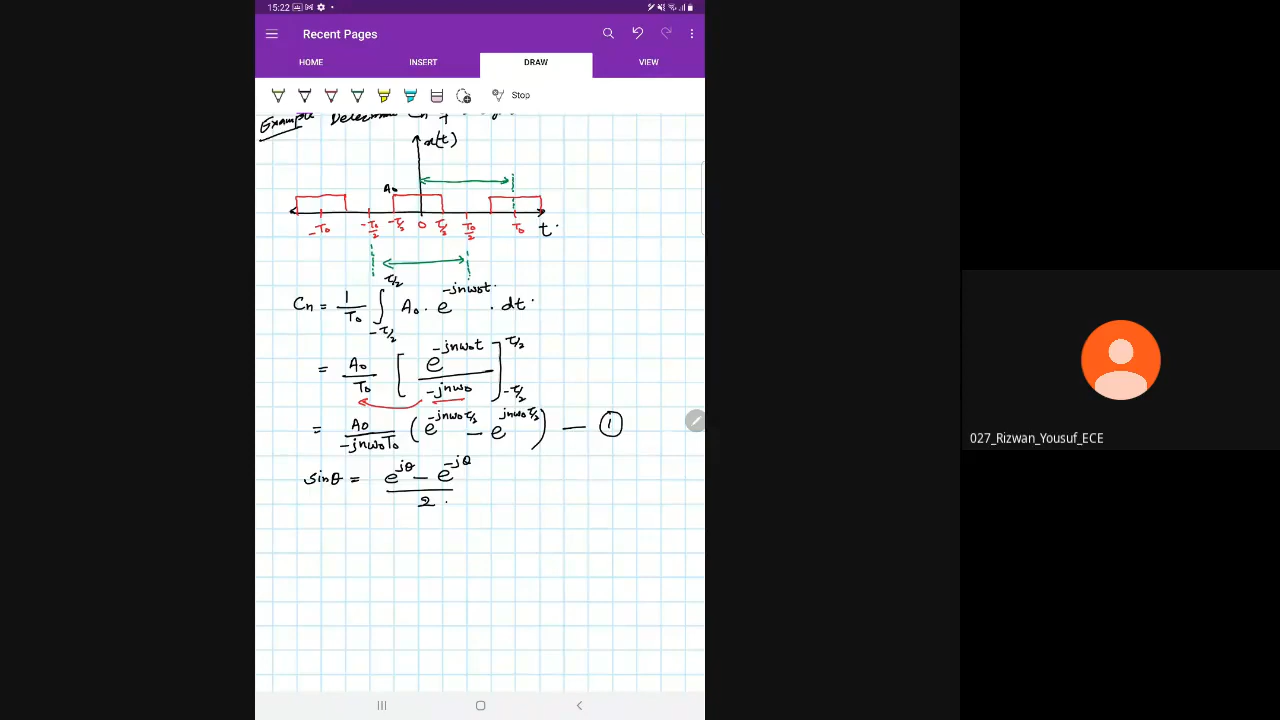 15:22
Recent Pages
HOME INSERT DRAW VIEW
Stop
Example Determine Cn
x(t)
A₀
-T₀ -T₀/2 -τ/2 0 τ/2 T₀/2 T₀ t
Cn = 1/T₀ ∫_{-τ/2}^{τ/2} A₀ . e^{-jnω₀t} . dt
= A₀/T₀ [ e^{-jnω₀t} / -jnω₀ ]_{-τ/2}^{τ/2}
= A₀/-jnω₀T₀ ( e^{-jnω₀τ/2} - e^{jnω₀τ/2} ) — ①
sinθ = e^{jθ} - e^{-jθ} / 2
027_Rizwan_Yousuf_ECE